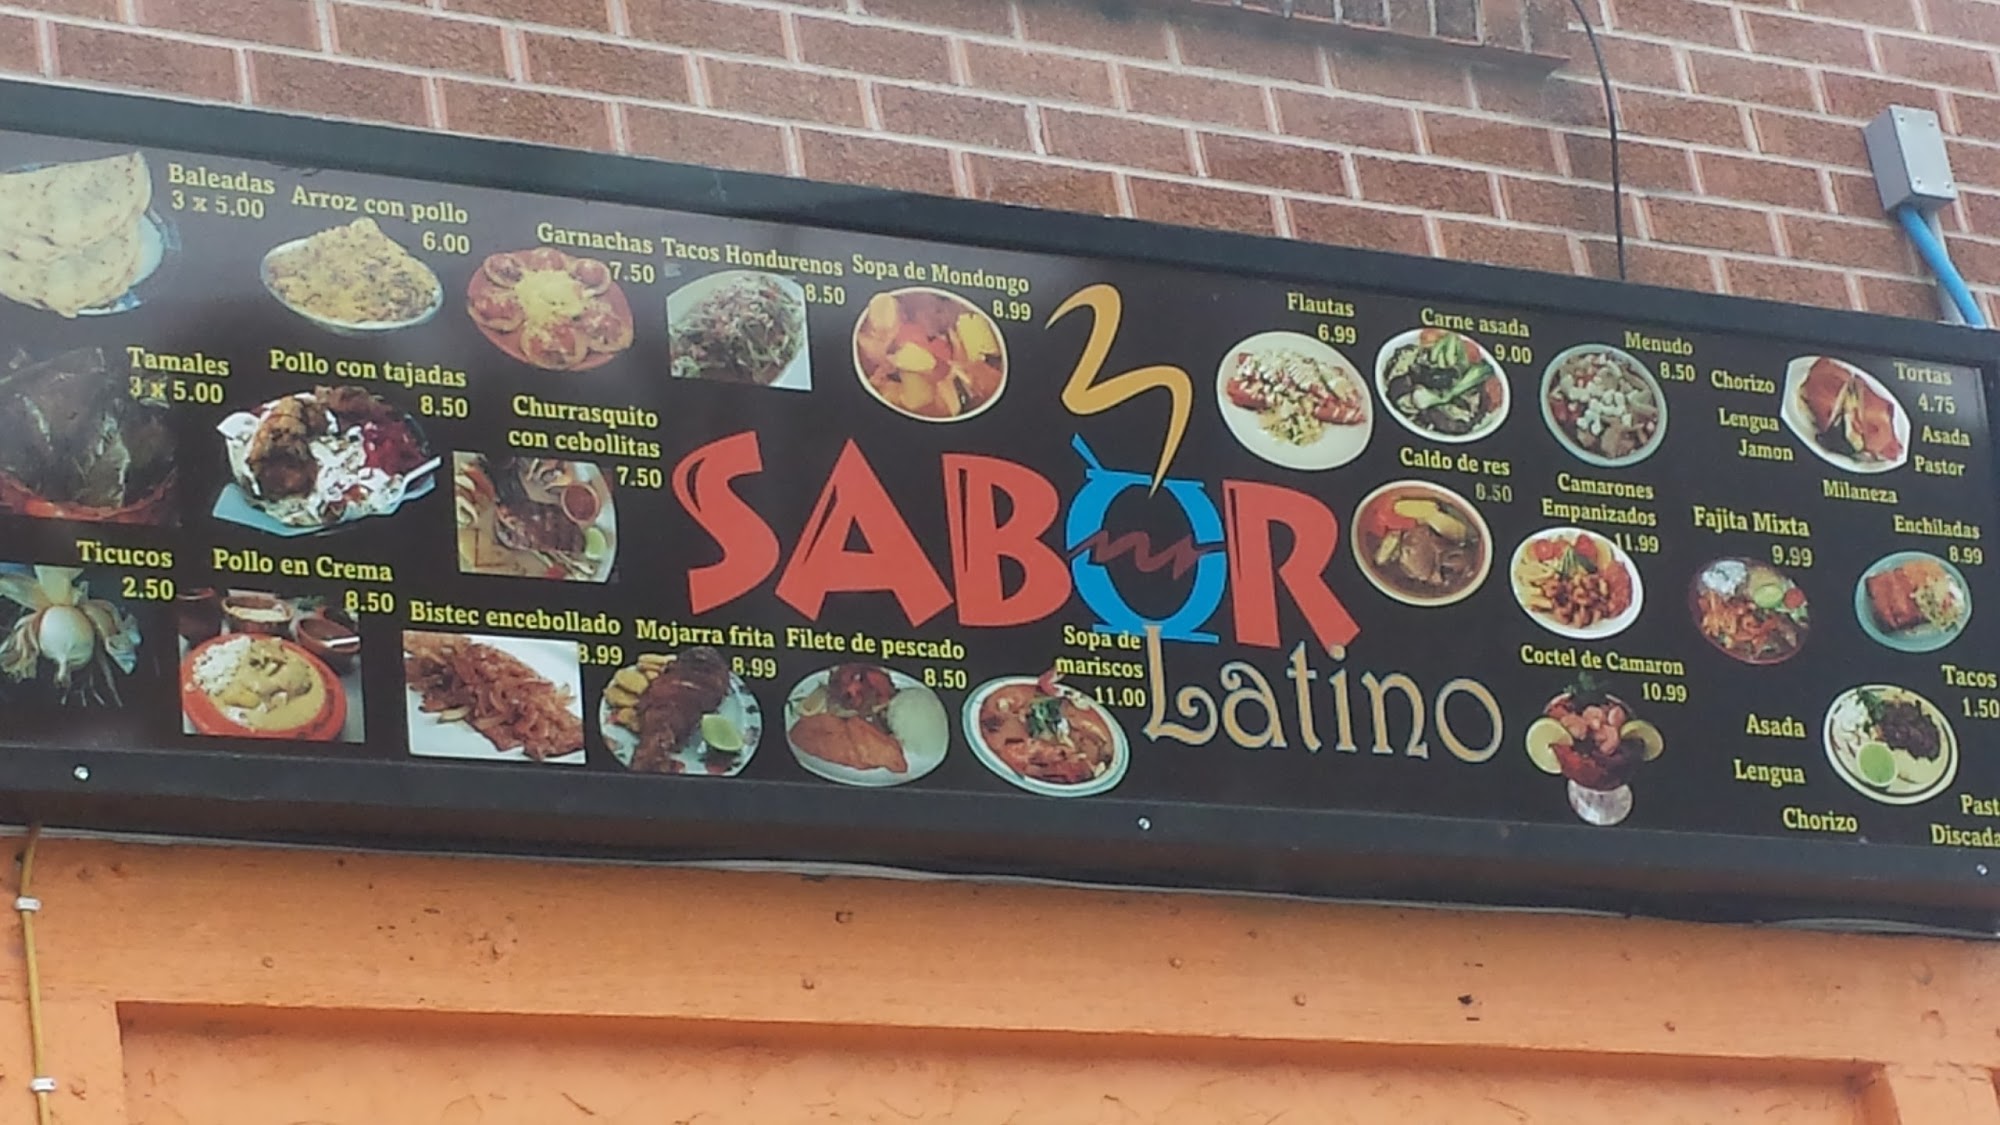 Baleadas
3 x 5.00
Arroz con pollo
6.00
Garnachas
7.50
Tacos Hondurenos
8.50
Sopa de Mondongo
8.99
Tamales
3 x 5.00
Pollo con tajadas
8.50
Churrasquito
con cebollitas
7.50
Ticucos
2.50
Pollo en Crema
8.50
Bistec encebollado
8.99
Mojarra frita
8.99
Filete de pescado
8.50
Sopa de
mariscos
11.00
SABOR
Latino
Flautas
6.99
Carne asada
9.00
Menudo
8.50
Chorizo
Lengua
Jamon
Tortas
4.75
Asada
Pastor
Milaneza
Caldo de res
8.50
Camarones
Empanizados
11.99
Fajita Mixta
9.99
Enchiladas
8.99
Coctel de Camaron
10.99
Tacos
1.50
Asada
Lengua
Chorizo
Past
Discada